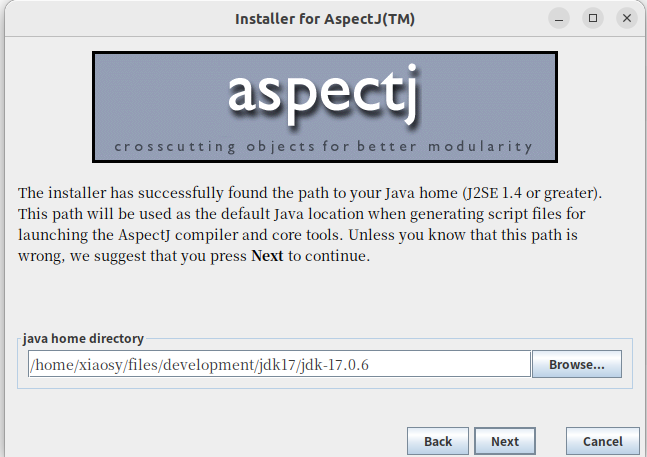 Installer for AspectJ(TM)
aspectj
crosscutting objects for better modularity
The installer has successfully found the path to your Java home (J2SE 1.4 or greater).
This path will be used as the default Java location when generating script files for
launching the AspectJ compiler and core tools. Unless you know that this path is
wrong, we suggest that you press Next to continue.
java home directory
/home/xiaosy/files/development/jdk17/jdk-17.0.6
Browse...
Back
Next
Cancel